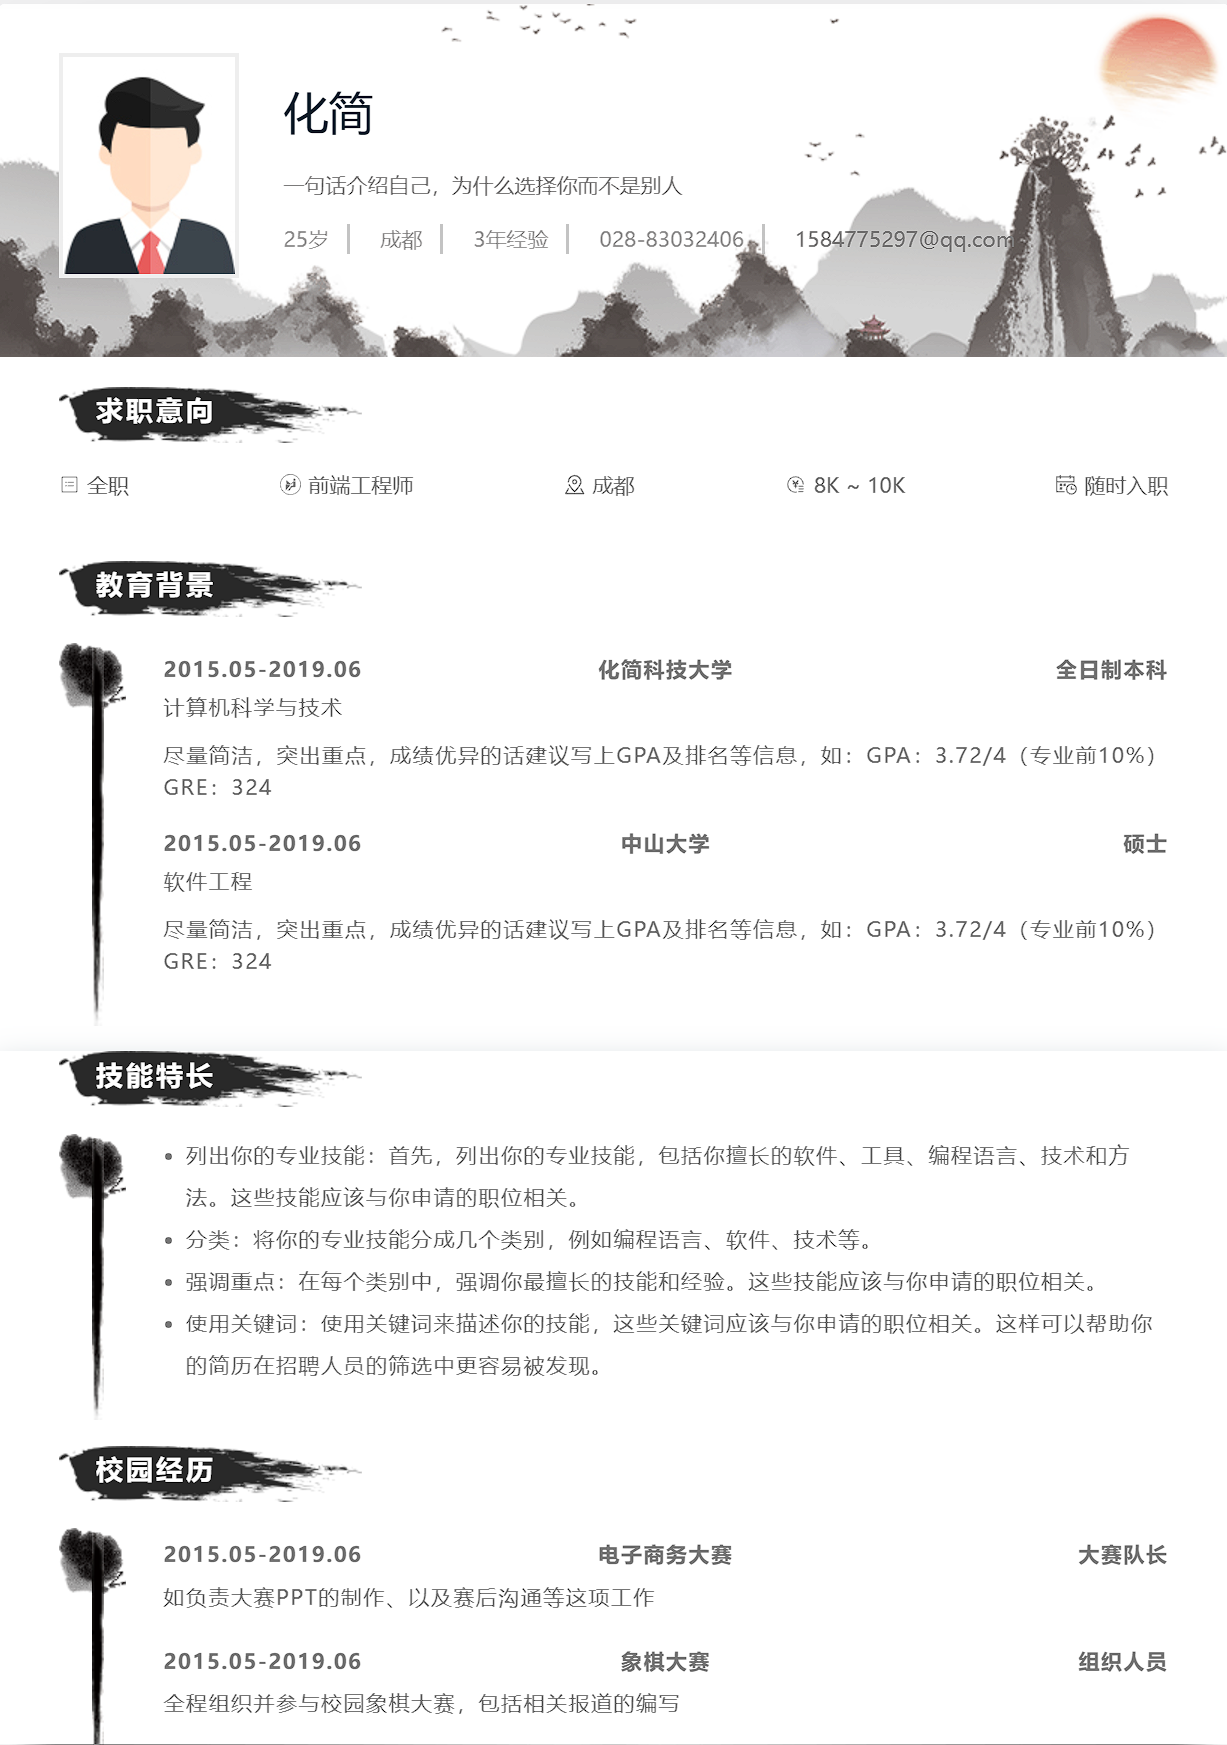 化简
一句话介绍自己，为什么选择你而不是别人
25岁 成都 3年经验 028-83032406 1584775297@qq.com
求职意向
全职 前端工程师 成都 8K ~ 10K 随时入职
教育背景
2015.05-2019.06 化简科技大学 全日制本科
计算机科学与技术
尽量简洁，突出重点，成绩优异的话建议写上GPA及排名等信息，如：GPA：3.72/4（专业前10%）
GRE：324
2015.05-2019.06 中山大学 硕士
软件工程
尽量简洁，突出重点，成绩优异的话建议写上GPA及排名等信息，如：GPA：3.72/4（专业前10%）
GRE：324
技能特长
• 列出你的专业技能：首先，列出你的专业技能，包括你擅长的软件、工具、编程语言、技术和方
法。这些技能应该与你申请的职位相关。
• 分类：将你的专业技能分成几个类别，例如编程语言、软件、技术等。
• 强调重点：在每个类别中，强调你最擅长的技能和经验。这些技能应该与你申请的职位相关。
• 使用关键词：使用关键词来描述你的技能，这些关键词应该与你申请的职位相关。这样可以帮助你
的简历在招聘人员的筛选中更容易被发现。
校园经历
2015.05-2019.06 电子商务大赛 大赛队长
如负责大赛PPT的制作、以及赛后沟通等这项工作
2015.05-2019.06 象棋大赛 组织人员
全程组织并参与校园象棋大赛，包括相关报道的编写